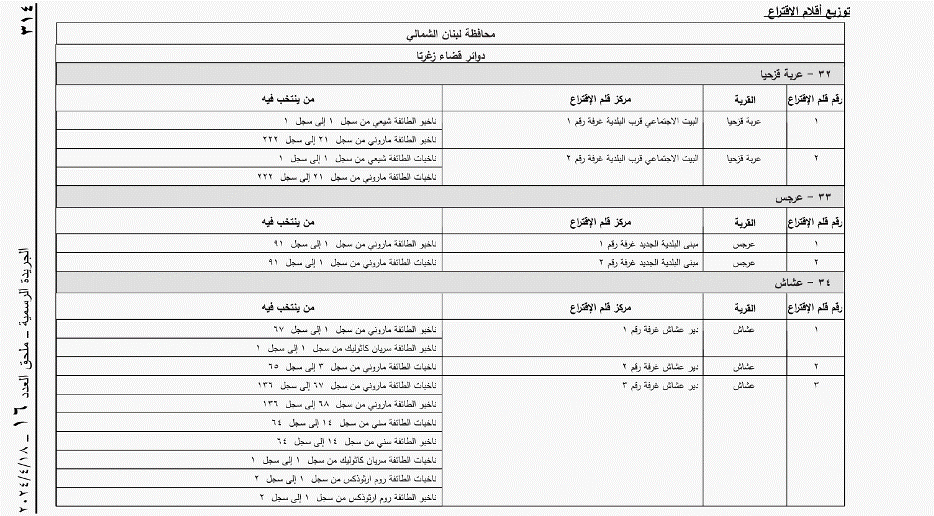 توزيع أقلام الاقتراع
محافظة لبنان الشمالي
دوائر قضاء زغرتا
٣٢ - عربة قزحيا
رقم قلم الإقتراع القرية مركز قلم الإقتراع من ينتخب فيه
١ عربة قزحيا البيت الاجتماعي قرب البلدية غرفة رقم ١ ناخبو الطائفة شيعي من سجل ١ إلى سجل ١
ناخبو الطائفة ماروني من سجل ٢١ إلى سجل ٢٢٢
٢ عربة قزحيا البيت الاجتماعي قرب البلدية غرفة رقم ٢ ناخبات الطائفة شيعي من سجل ١ إلى سجل ١
ناخبات الطائفة ماروني من سجل ٢١ إلى سجل ٢٢٢
٣٣ - عرجس
رقم قلم الإقتراع القرية مركز قلم الإقتراع من ينتخب فيه
١ عرجس مبنى البلدية الجديد غرفة رقم ١ ناخبو الطائفة ماروني من سجل ١ إلى سجل ٩١
٢ عرجس مبنى البلدية الجديد غرفة رقم ٢ ناخبات الطائفة ماروني من سجل ١ إلى سجل ٩١
٣٤ - عشاش
رقم قلم الإقتراع القرية مركز قلم الإقتراع من ينتخب فيه
١ عشاش دير عشاش غرفة رقم ١ ناخبو الطائفة ماروني من سجل ١ إلى سجل ٦٧
ناخبو الطائفة سريان كاثوليك من سجل ١ إلى سجل ١
٢ عشاش دير عشاش غرفة رقم ٢ ناخبات الطائفة ماروني من سجل ٣ إلى سجل ٦٥
٣ عشاش دير عشاش غرفة رقم ٣ ناخبات الطائفة ماروني من سجل ٦٧ إلى سجل ١٣٦
ناخبو الطائفة ماروني من سجل ٦٨ إلى سجل ١٣٦
ناخبات الطائفة سني من سجل ١٤ إلى سجل ٦٤
ناخبو الطائفة سني من سجل ١٤ إلى سجل ٦٤
ناخبات الطائفة سريان كاثوليك من سجل ١ إلى سجل ١
ناخبات الطائفة روم ارثوذكس من سجل ١ إلى سجل ٢
ناخبو الطائفة روم ارثوذكس من سجل ١ إلى سجل ٢
٣١٤
الجريدة الرسمية – ملحق العدد ١٦ – ٢٠٢٤/٤/١٨